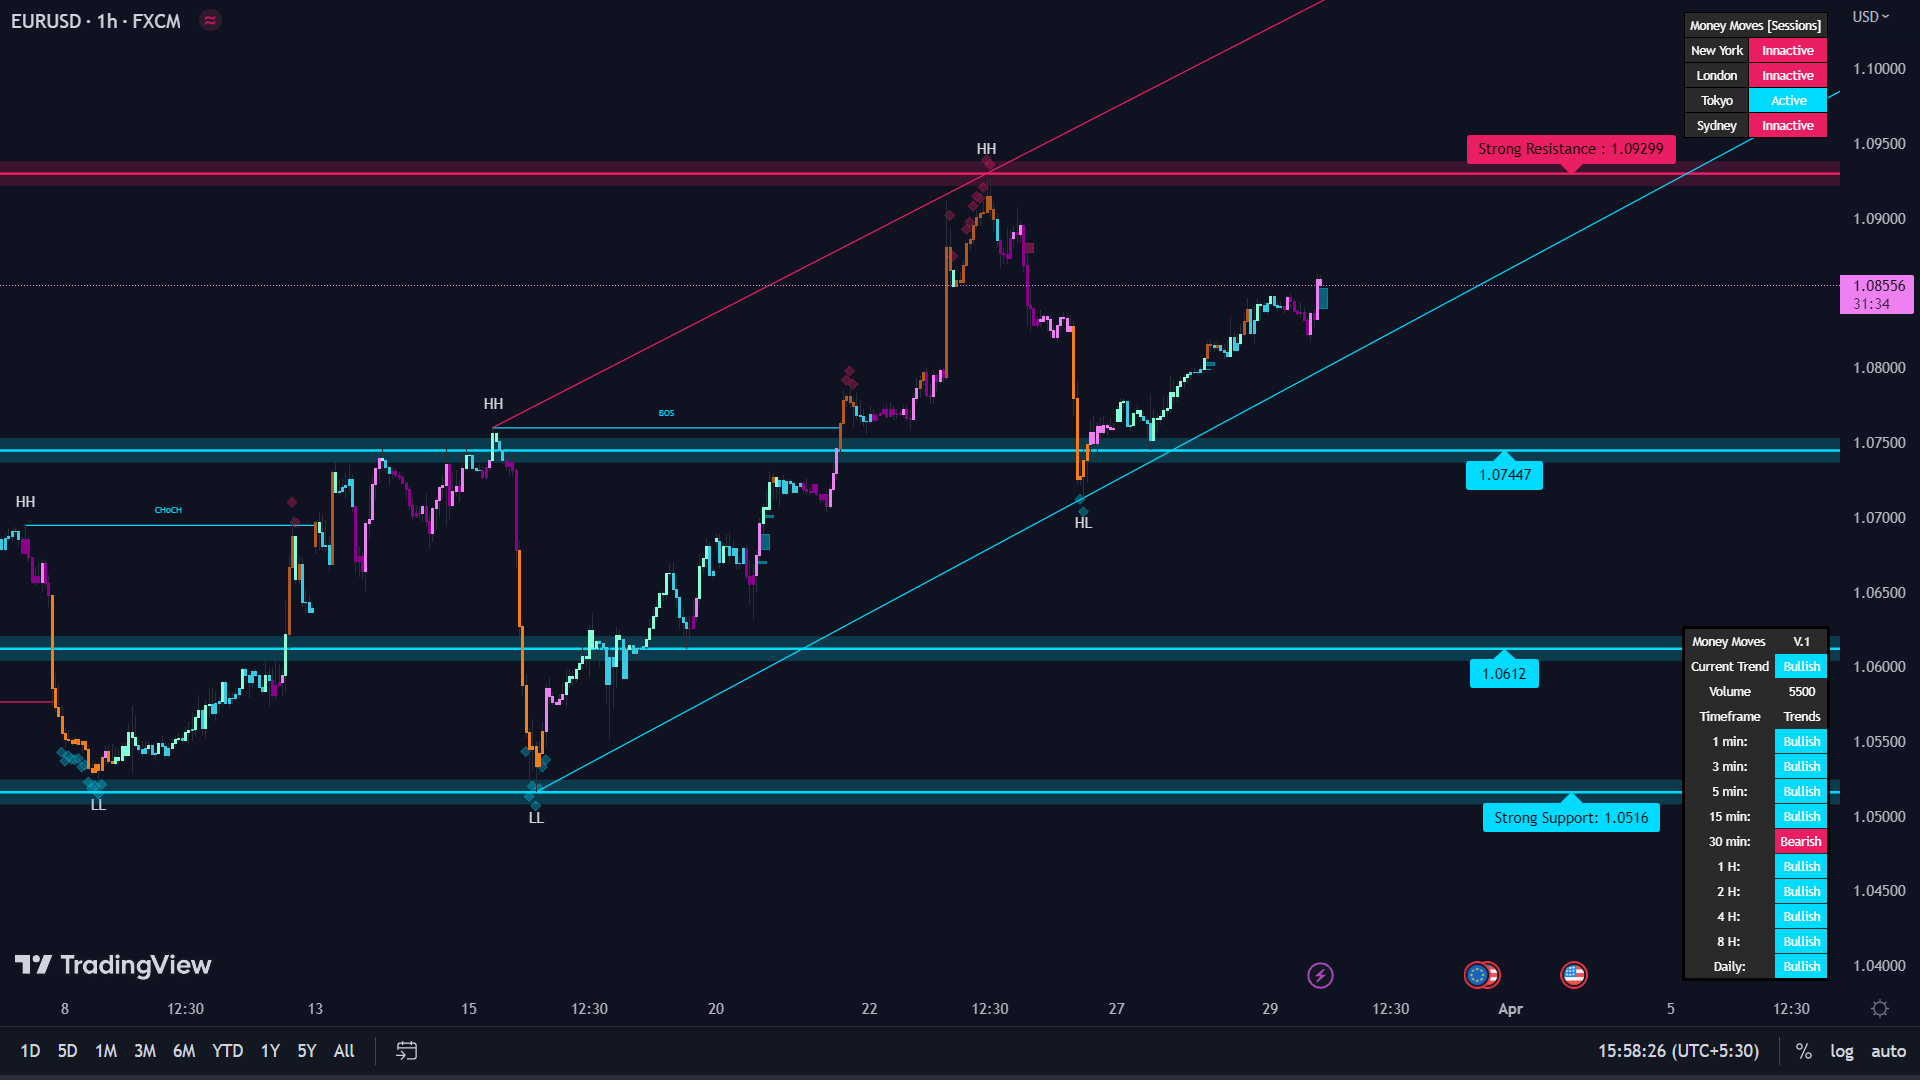 EURUSD · 1h · FXCM
Money Moves [Sessions]
New York Innactive
London Innactive
Tokyo Active
Sydney Innactive
USD
1.10000
1.09500
1.09000
1.08556
31:34
1.08000
1.07500
1.07000
1.06500
1.06000
1.05500
1.05000
1.04500
1.04000
HH
Strong Resistance : 1.09299
HH
BOS
1.07447
HH
CHoCH
HL
1.0612
LL
LL
Strong Support: 1.0516
Money Moves V.1
Current Trend Bullish
Volume 5500
Timeframe Trends
1 min: Bullish
3 min: Bullish
5 min: Bullish
15 min: Bullish
30 min: Bearish
1 H: Bullish
2 H: Bullish
4 H: Bullish
8 H: Bullish
Daily: Bullish
TradingView
8 12:30 13 15 12:30 20 22 12:30 27 29 12:30 Apr 5 12:30
1D 5D 1M 3M 6M YTD 1Y 5Y All 15:58:26 (UTC+5:30) % log auto